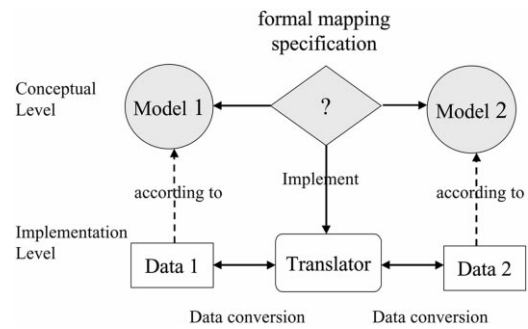 formal mapping
specification
Conceptual
Level
Model 1
?
Model 2
according to
Implement
according to
Implementation
Level
Data 1
Translator
Data 2
Data conversion
Data conversion